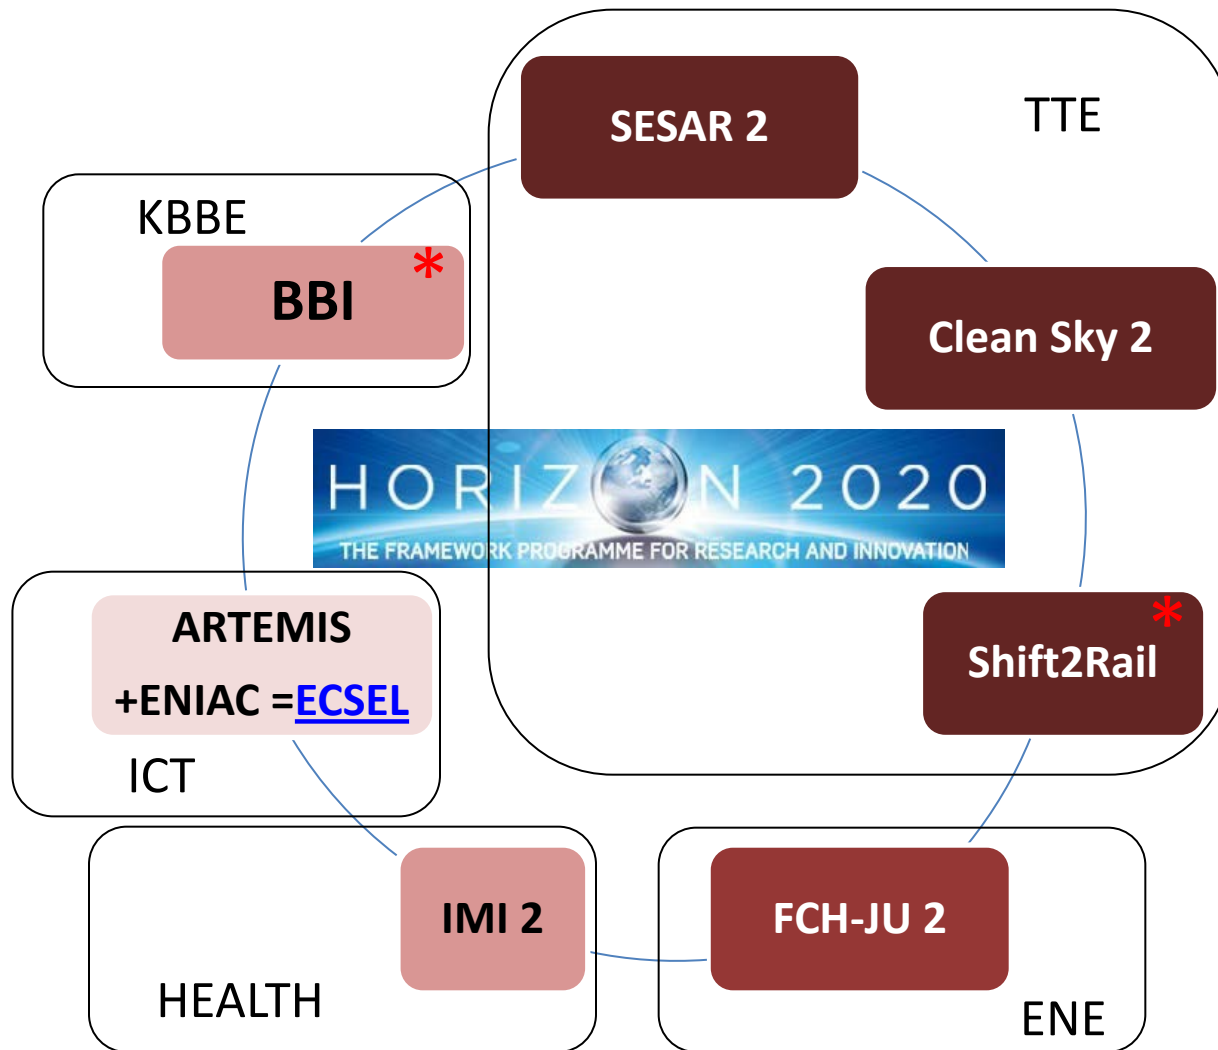 SESAR 2
TTE
KBBE
*
BBI
Clean Sky 2
HORIZON 2020
THE FRAMEWORK PROGRAMME FOR RESEARCH AND INNOVATION
*
Shift2Rail
ARTEMIS
+ENIAC =ECSEL
ICT
IMI 2
HEALTH
FCH-JU 2
ENE